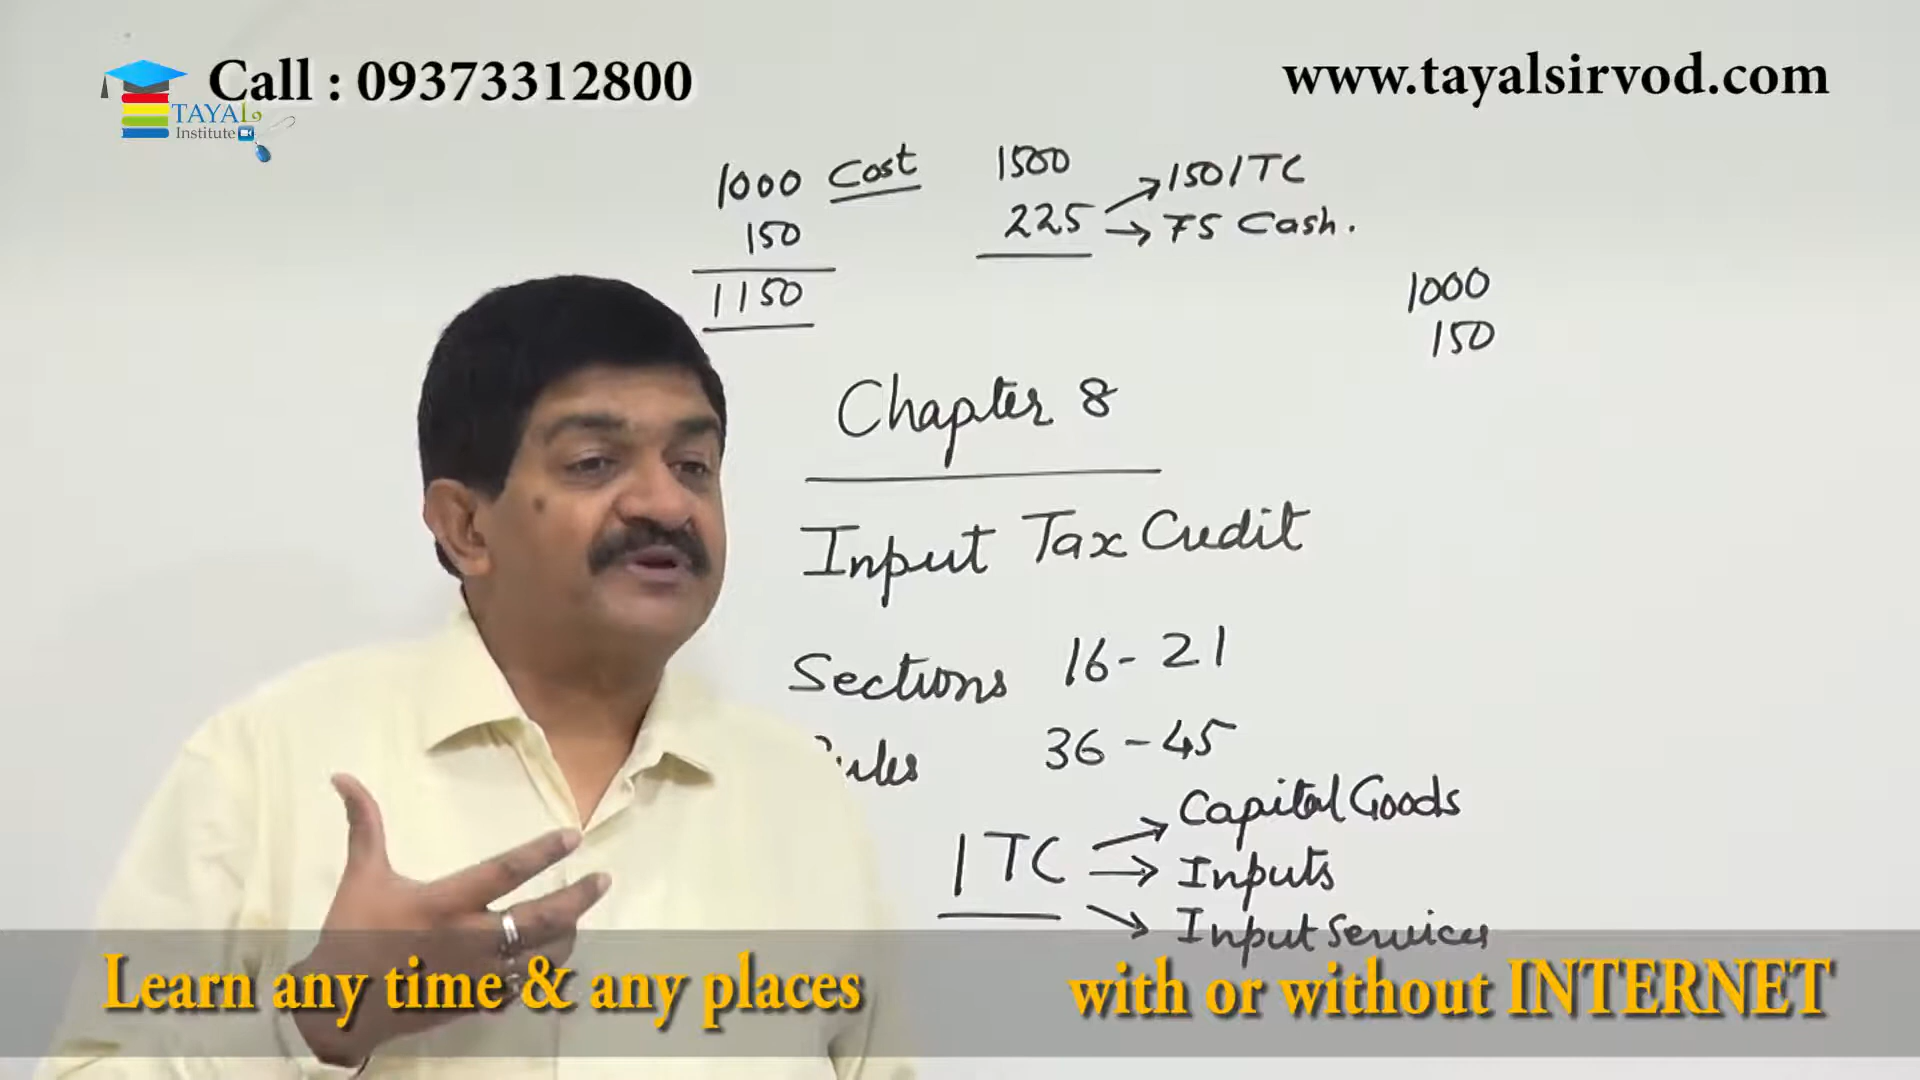 Call : 09373312800
www.tayalsirvod.com
TAYAL
Institute
1000 Cost
150
1150
1500
225
150 ITC
75 Cash.
1000
150
Chapter 8
Input Tax Credit
Sections 16-21
36-45
ITC
Capital Goods
Inputs
Input Services
Learn any time & any places
with or without INTERNET